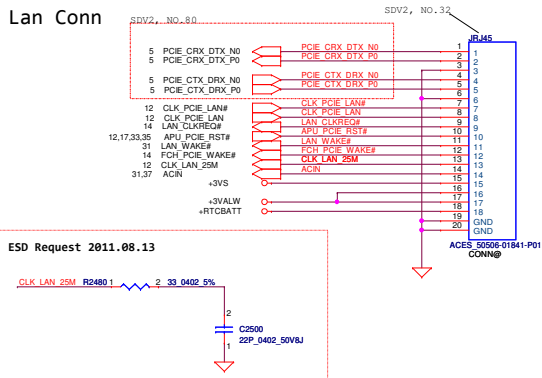 Lan Conn
SDV2, NO.80
SDV2, NO.32
JRJ45
5 PCIE_CRX_DTX_N0 PCIE_CRX_DTX_N0 1 1
5 PCIE_CRX_DTX_P0 PCIE_CRX_DTX_P0 2 2
3 3
5 PCIE_CTX_DRX_N0 PCIE_CTX_DRX_N0 4 4
5 PCIE_CTX_DRX_P0 PCIE_CTX_DRX_P0 5 5
6 6
12 CLK_PCIE_LAN# CLK_PCIE_LAN# 7 7
12 CLK_PCIE_LAN CLK_PCIE_LAN 8 8
14 LAN_CLKREQ# LAN_CLKREQ# 9 9
12,17,33,35 APU_PCIE_RST# APU_PCIE_RST# 10 10
31 LAN_WAKE# LAN_WAKE# 11 11
14 FCH_PCIE_WAKE# FCH_PCIE_WAKE# 12 12
12 CLK_LAN_25M CLK_LAN_25M 13 13
31,37 ACIN ACIN 14 14
+3VS 15 15
16 16
+3VALW 17 17
+RTCBATT 18 18
19 GND
20 GND
ACES_50506-01841-P01
CONN@
ESD Request 2011.08.13
CLK_LAN_25M R2480 1 2 33_0402_5%
2
C2500
22P_0402_50V8J
1